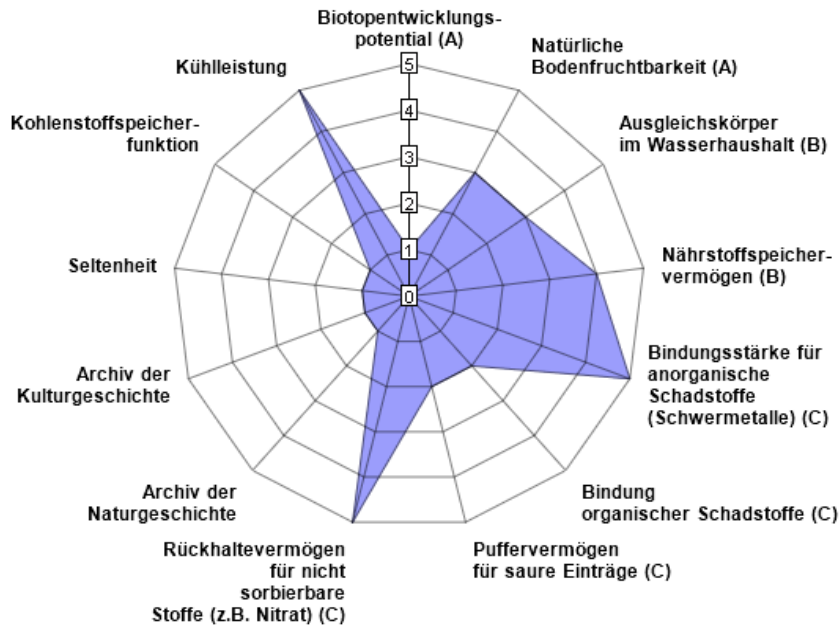 Biotopentwicklungs-
potential (A)
Natürliche
Bodenfruchtbarkeit (A)
Ausgleichskörper
im Wasserhaushalt (B)
Nährstoffspeicher-
vermögen (B)
Bindungsstärke für
anorganische
Schadstoffe
(Schwermetalle) (C)
Bindung
organischer Schadstoffe (C)
Puffervermögen
für saure Einträge (C)
Rückhaltevermögen
für nicht
sorbierbare
Stoffe (z.B. Nitrat) (C)
Archiv der
Naturgeschichte
Archiv der
Kulturgeschichte
Seltenheit
Kohlenstoffspeicher-
funktion
Kühlleistung
5
4
3
2
1
0